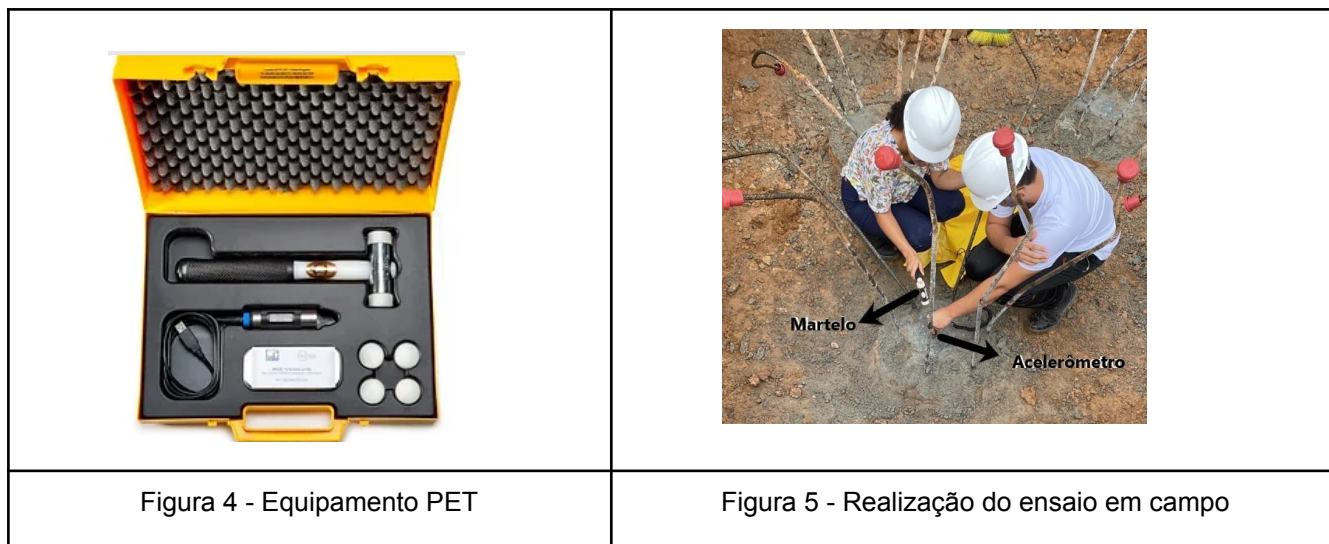 Martelo
Acelerômetro
Figura 4 - Equipamento PET
Figura 5 - Realização do ensaio em campo